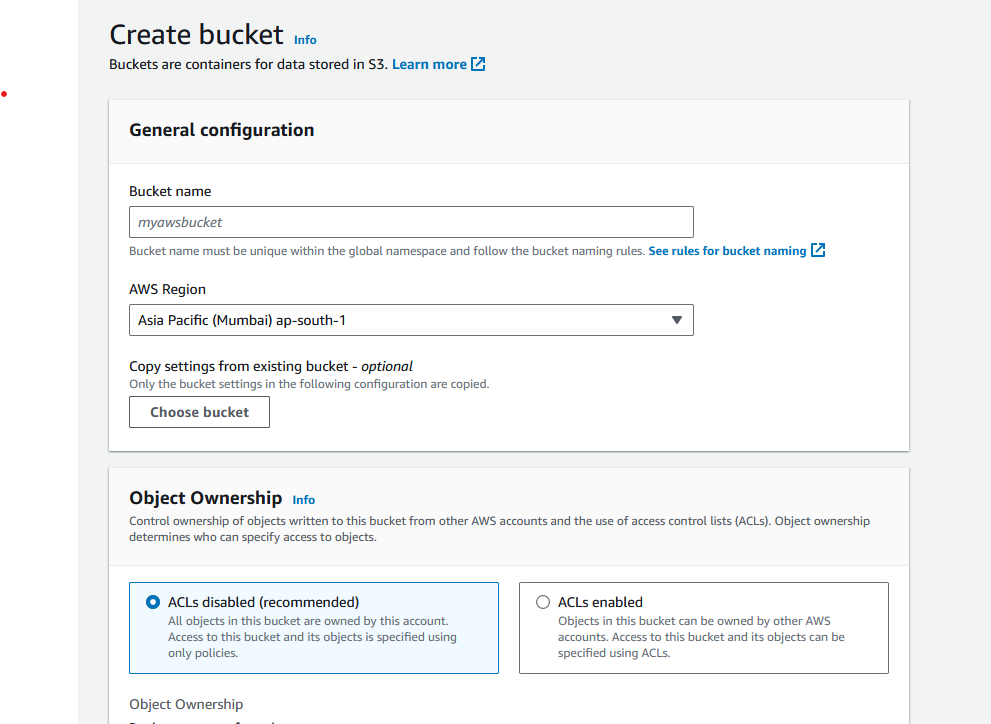 Create bucket Info
Buckets are containers for data stored in S3. Learn more
General configuration
Bucket name
myawsbucket
Bucket name must be unique within the global namespace and follow the bucket naming rules. See rules for bucket naming
AWS Region
Asia Pacific (Mumbai) ap-south-1
Copy settings from existing bucket - optional
Only the bucket settings in the following configuration are copied.
Choose bucket
Object Ownership Info
Control ownership of objects written to this bucket from other AWS accounts and the use of access control lists (ACLs). Object ownership
determines who can specify access to objects.
ACLs disabled (recommended)
All objects in this bucket are owned by this account.
Access to this bucket and its objects is specified using
only policies.
ACLs enabled
Objects in this bucket can be owned by other AWS
accounts. Access to this bucket and its objects can be
specified using ACLs.
Object Ownership